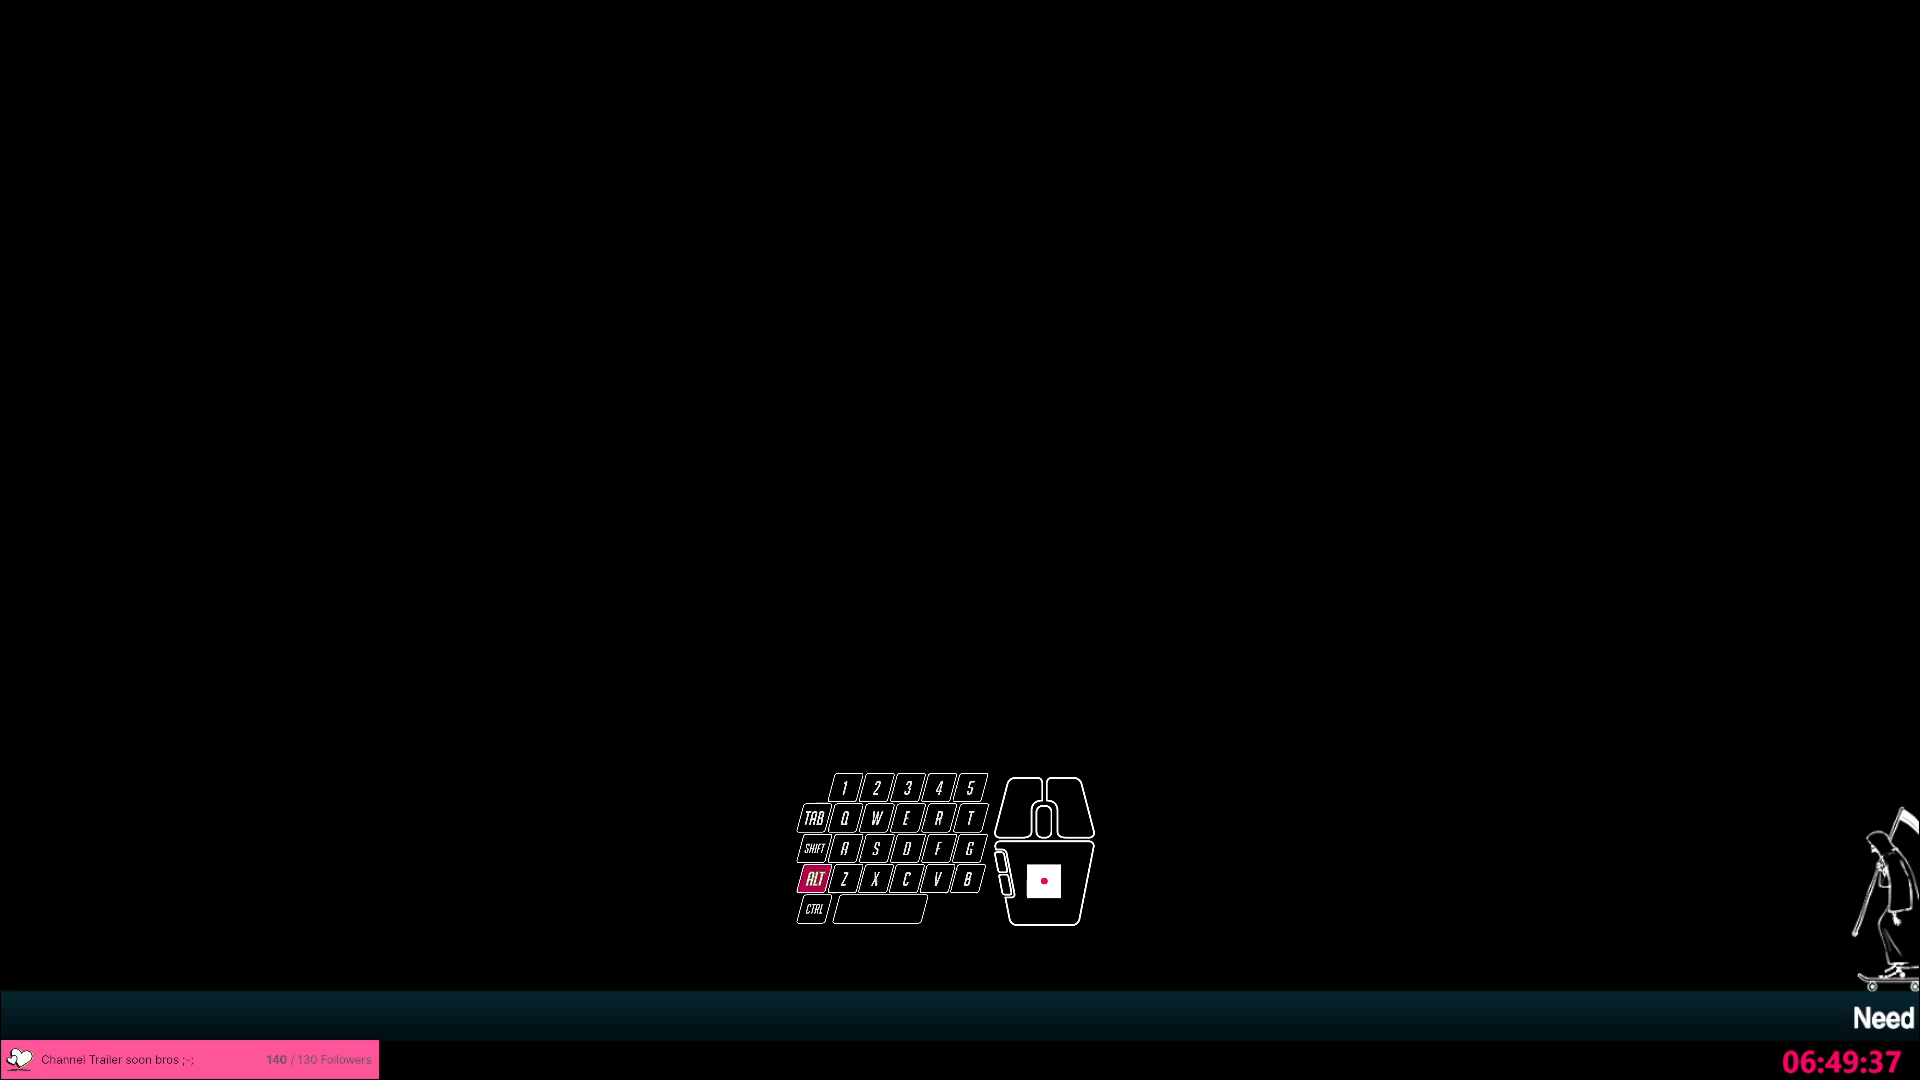 1 2 3 4 5
TAB Q W E R T
SHIFT A S D F G
ALT Z X C V B
CTRL
Need
Channel Trailer soon bros ;-; 140 / 130 Followers
06:49:37